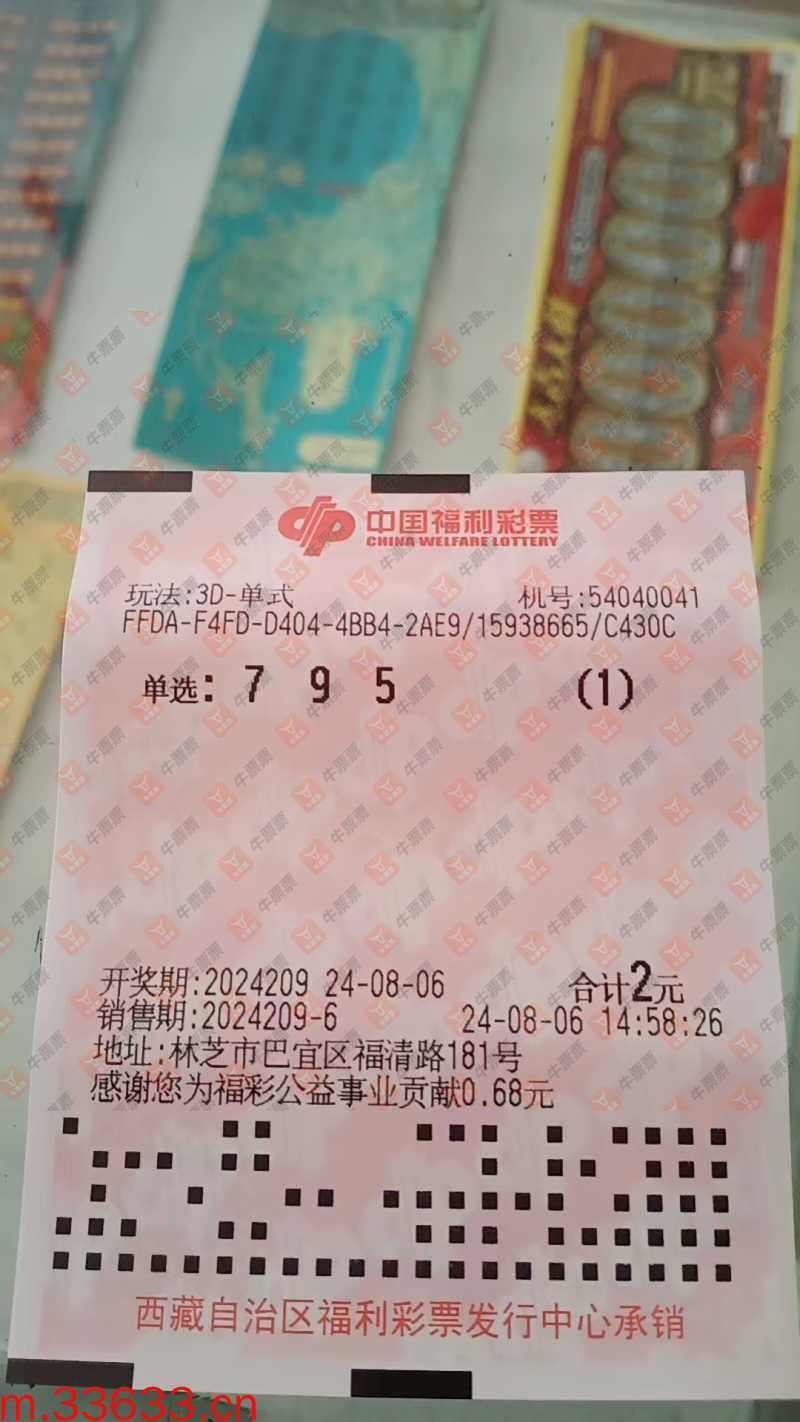 中国福利彩票
CHINA WELFARE LOTTERY
玩法:3D-单式 机号:54040041
FFDA-F4FD-D404-4BB4-2AE9/15938665/C430C
单选: 7 9 5 (1)
开奖期:2024209 24-08-06 合计2元
销售期:2024209-6 24-08-06 14:58:26
地址:林芝市巴宜区福清路181号
感谢您为福彩公益事业贡献0.68元
西藏自治区福利彩票发行中心承销
m.33633.cn
牛票票